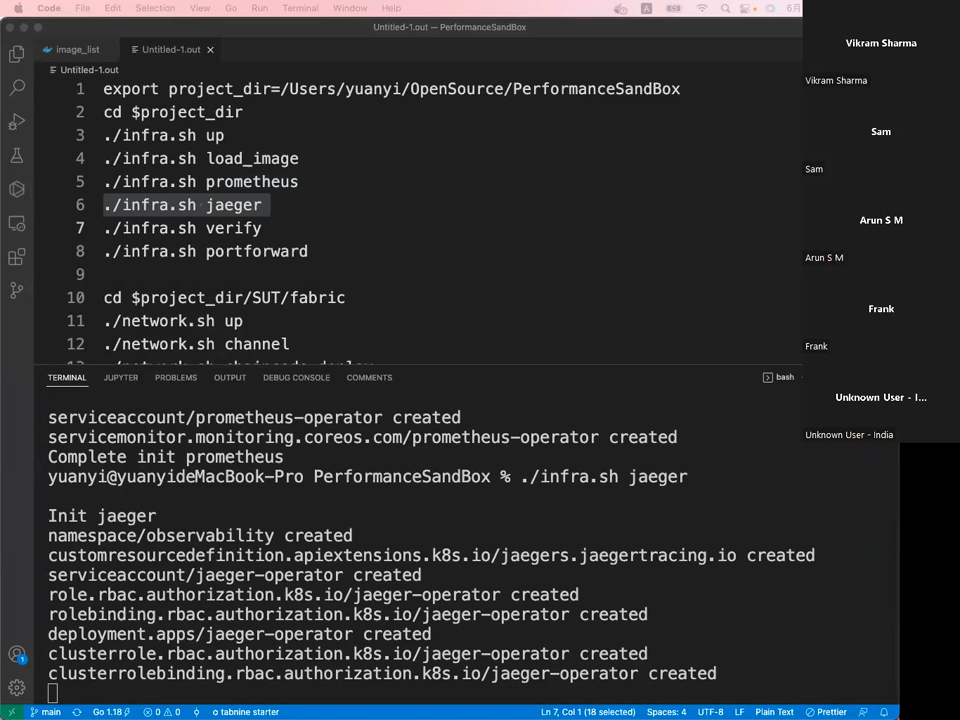 Code File Edit Selection View Go Run Terminal Window Help A 6月
Untitled-1.out — PerformanceSandBox
image_list Untitled-1.out ×
Untitled-1.out
1 export project_dir=/Users/yuanyi/OpenSource/PerformanceSandBox
2 cd $project_dir
3 ./infra.sh up
4 ./infra.sh load_image
5 ./infra.sh prometheus
6 ./infra.sh jaeger
7 ./infra.sh verify
8 ./infra.sh portforward
9
10 cd $project_dir/SUT/fabric
11 ./network.sh up
12 ./network.sh channel
TERMINAL JUPYTER PROBLEMS OUTPUT DEBUG CONSOLE COMMENTS bash
serviceaccount/prometheus-operator created
servicemonitor.monitoring.coreos.com/prometheus-operator created
Complete init prometheus
yuanyi@yuanyideMacBook-Pro PerformanceSandBox % ./infra.sh jaeger
Init jaeger
namespace/observability created
customresourcedefinition.apiextensions.k8s.io/jaegers.jaegertracing.io created
serviceaccount/jaeger-operator created
role.rbac.authorization.k8s.io/jaeger-operator created
rolebinding.rbac.authorization.k8s.io/jaeger-operator created
deployment.apps/jaeger-operator created
clusterrole.rbac.authorization.k8s.io/jaeger-operator created
clusterrolebinding.rbac.authorization.k8s.io/jaeger-operator created
1
main Go 1.18 0 0 tabnine starter Ln 7, Col 1 (18 selected) Spaces: 4 UTF-8 LF Plain Text Prettier
Vikram Sharma
Vikram Sharma
Sam
Sam
Arun S M
Arun S M
Frank
Frank
Unknown User - I...
Unknown User - India